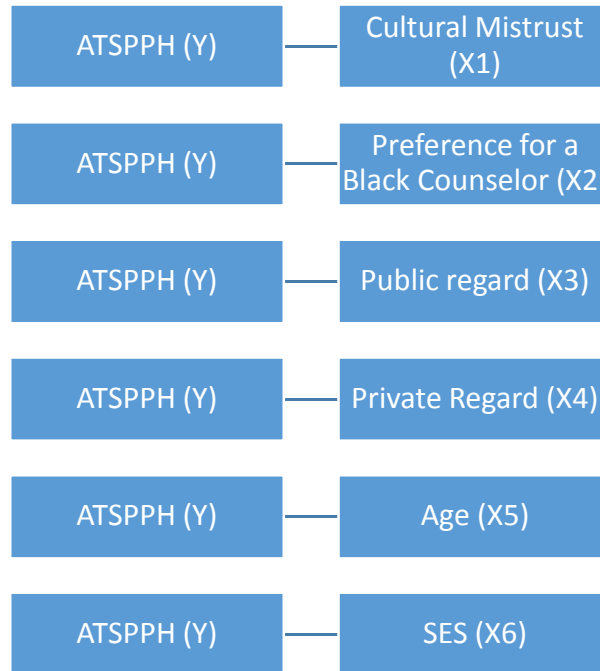 ATSPPH (Y)
Cultural Mistrust
(X1)
ATSPPH (Y)
Preference for a
Black Counselor (X2
ATSPPH (Y)
Public regard (X3)
ATSPPH (Y)
Private Regard (X4)
ATSPPH (Y)
Age (X5)
ATSPPH (Y)
SES (X6)